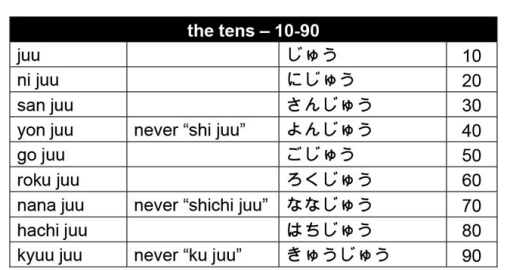 the tens – 10-90
juu じゅう 10
ni juu にじゅう 20
san juu さんじゅう 30
yon juu never “shi juu” よんじゅう 40
go juu ごじゅう 50
roku juu ろくじゅう 60
nana juu never “shichi juu” ななじゅう 70
hachi juu はちじゅう 80
kyuu juu never “ku juu” きゅうじゅう 90